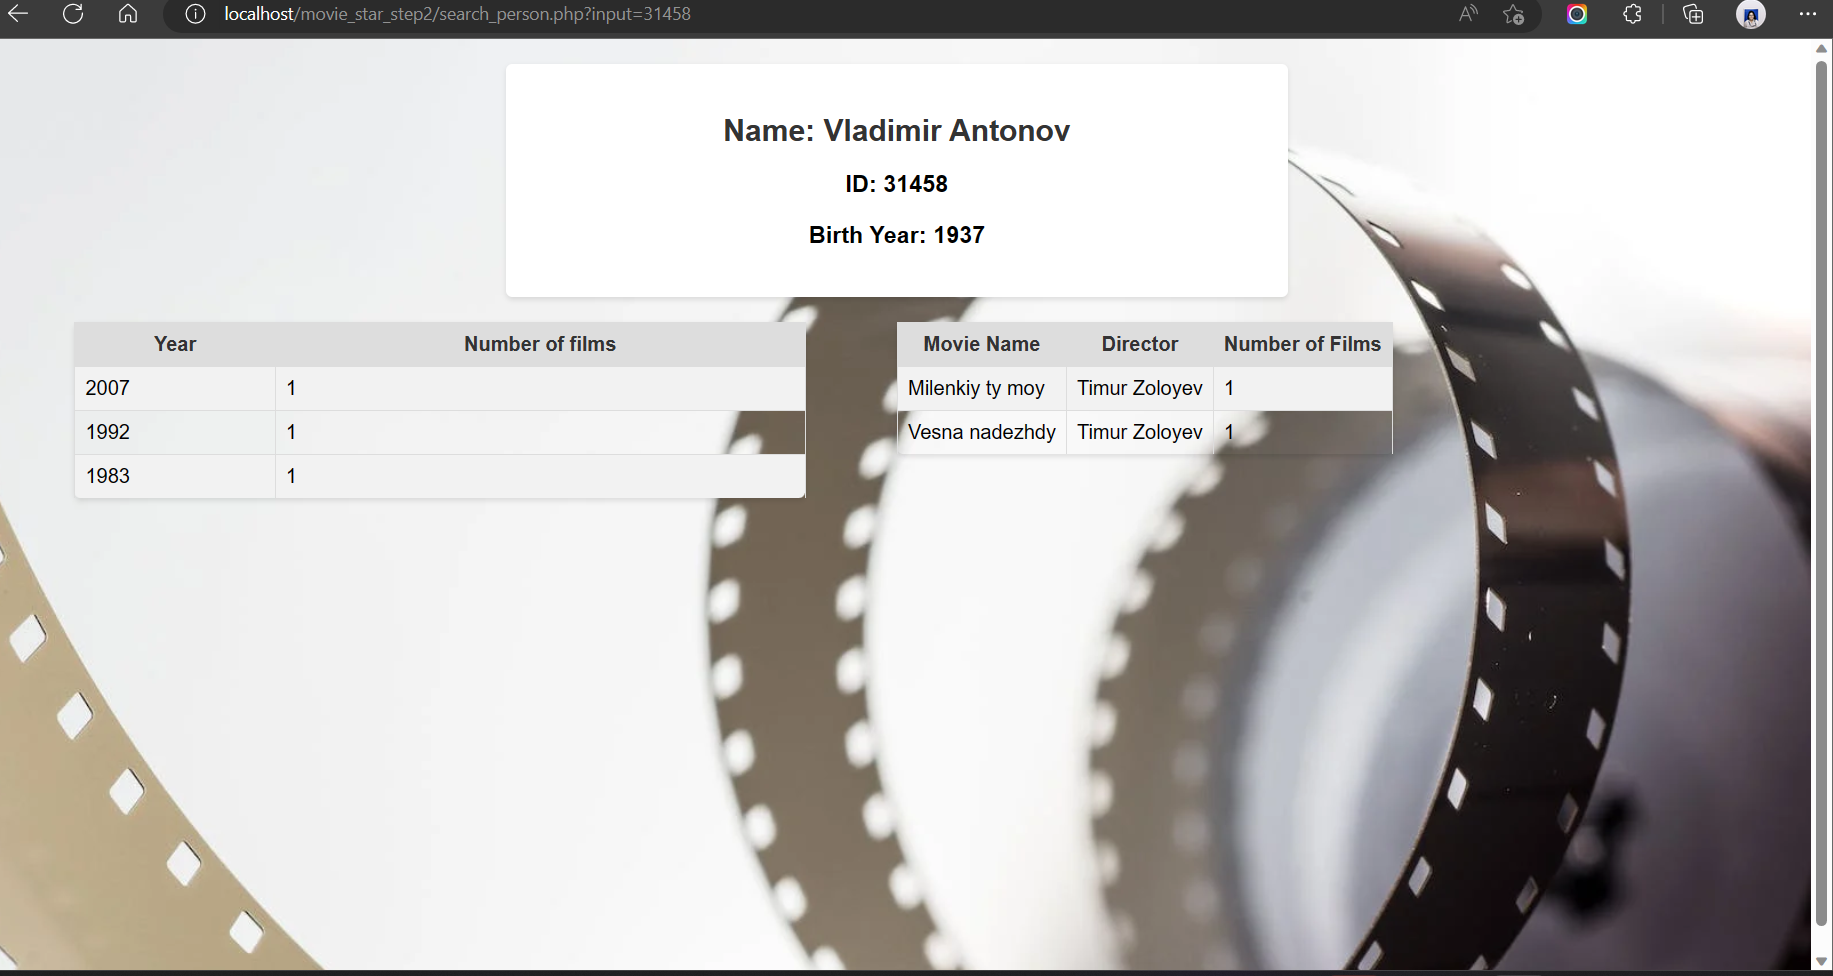 localhost/movie_star_step2/search_person.php?input=31458
Name: Vladimir Antonov
ID: 31458
Birth Year: 1937
Year Number of films
2007 1
1992 1
1983 1
Movie Name Director Number of Films
Milenkiy ty moy Timur Zoloyev 1
Vesna nadezhdy Timur Zoloyev 1